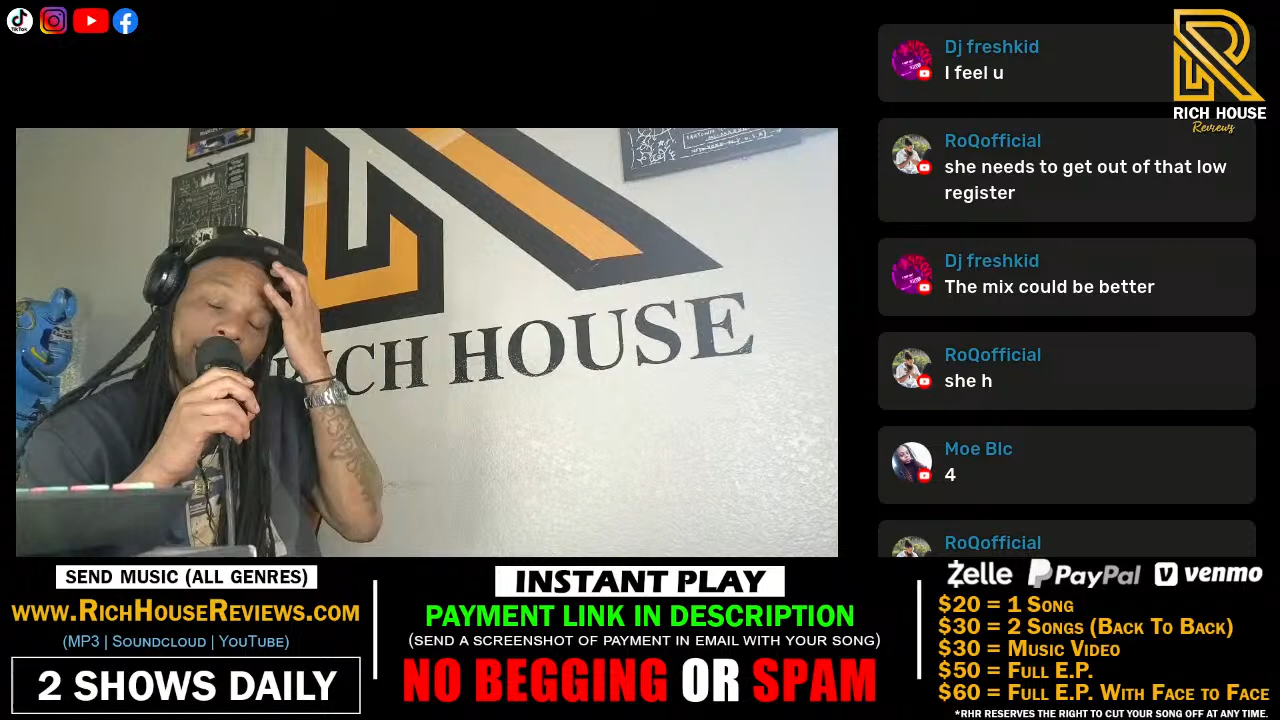 Dj freshkid
I feel u
RICH HOUSE
Reviews
RoQofficial
she needs to get out of that low
register
Dj freshkid
The mix could be better
RoQofficial
she h
Moe Blc
4
RoQofficial
RICH HOUSE
SEND MUSIC (ALL GENRES)
www.RichHouseReviews.com
(MP3 | Soundcloud | YouTube)
2 SHOWS DAILY
INSTANT PLAY
PAYMENT LINK IN DESCRIPTION
(SEND A SCREENSHOT OF PAYMENT IN EMAIL WITH YOUR SONG)
NO BEGGING OR SPAM
Zelle PayPal venmo
$20 = 1 Song
$30 = 2 Songs (Back To Back)
$30 = Music Video
$50 = Full E.P.
$60 = Full E.P. With Face to Face
*RHR RESERVES THE RIGHT TO CUT YOUR SONG OFF AT ANY TIME.